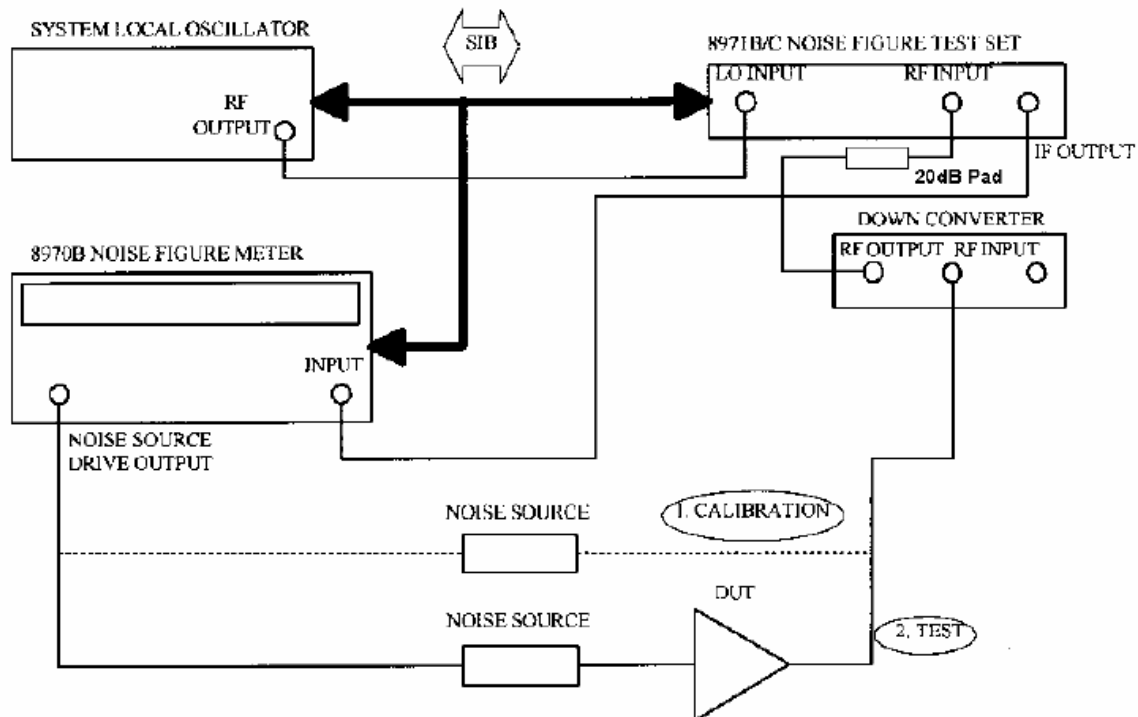 SYSTEM LOCAL OSCILLATOR
SIB
8971B/C NOISE FIGURE TEST SET
LO INPUT
RF INPUT
RF
OUTPUT
IF OUTPUT
20dB Pad
DOWN CONVERTER
RF OUTPUT
RF INPUT
8970B NOISE FIGURE METER
INPUT
NOISE SOURCE
DRIVE OUTPUT
NOISE SOURCE
1. CALIBRATION
DUT
NOISE SOURCE
2, TEST